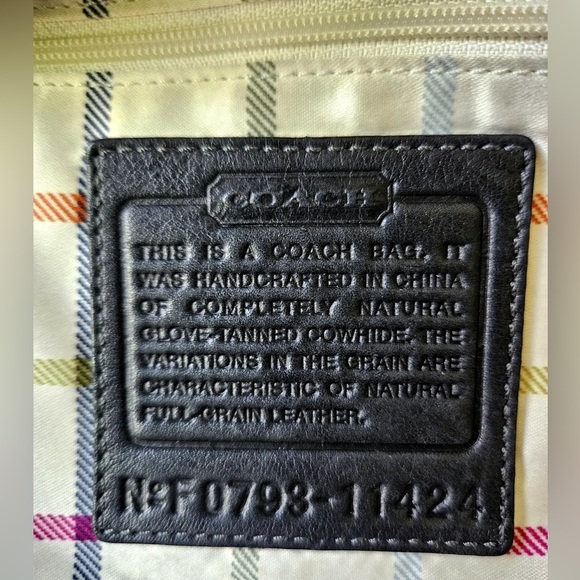 COACH
THIS IS A COACH BAG. IT
WAS HANDCRAFTED IN CHINA
OF COMPLETELY NATURAL
GLOVE-TANNED COWHIDE. THE
VARIATIONS IN THE GRAIN ARE
CHARACTERISTIC OF NATURAL
FULL-GRAIN LEATHER.
NoF0793-11424